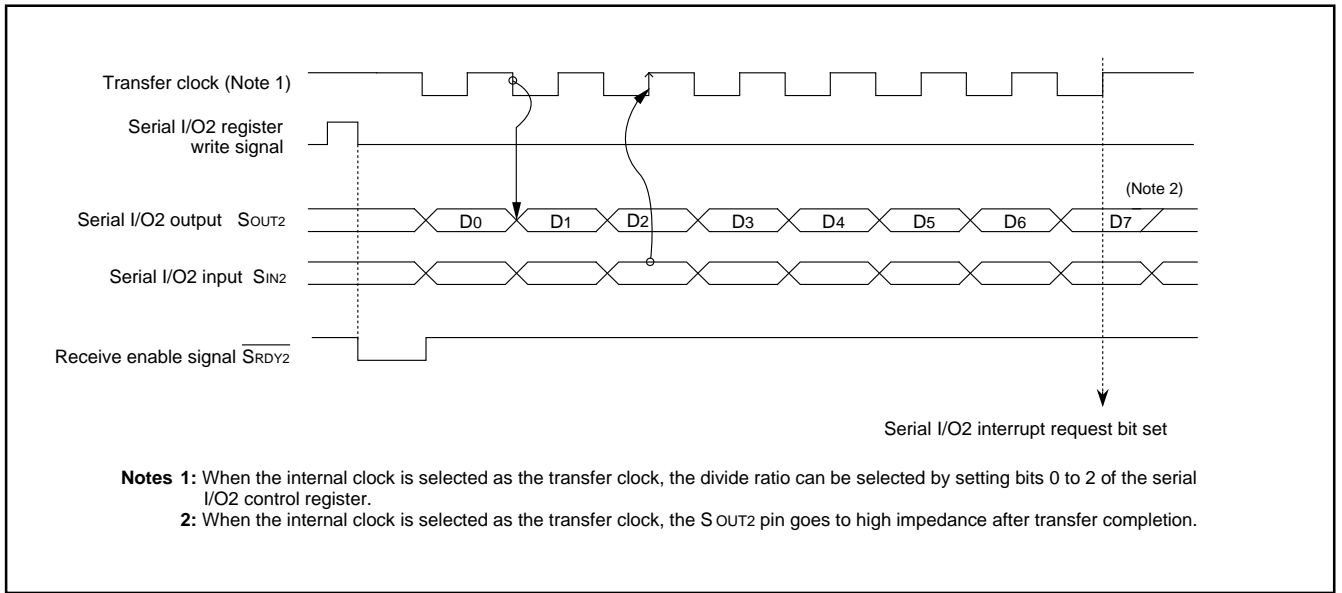 Transfer clock (Note 1)
Serial I/O2 register
write signal
(Note 2)
Serial I/O2 output SOUT2
D0 D1 D2 D3 D4 D5 D6 D7
Serial I/O2 input SIN2
Receive enable signal SRDY2
Serial I/O2 interrupt request bit set
Notes 1: When the internal clock is selected as the transfer clock, the divide ratio can be selected by setting bits 0 to 2 of the serial
I/O2 control register.
2: When the internal clock is selected as the transfer clock, the S OUT2 pin goes to high impedance after transfer completion.